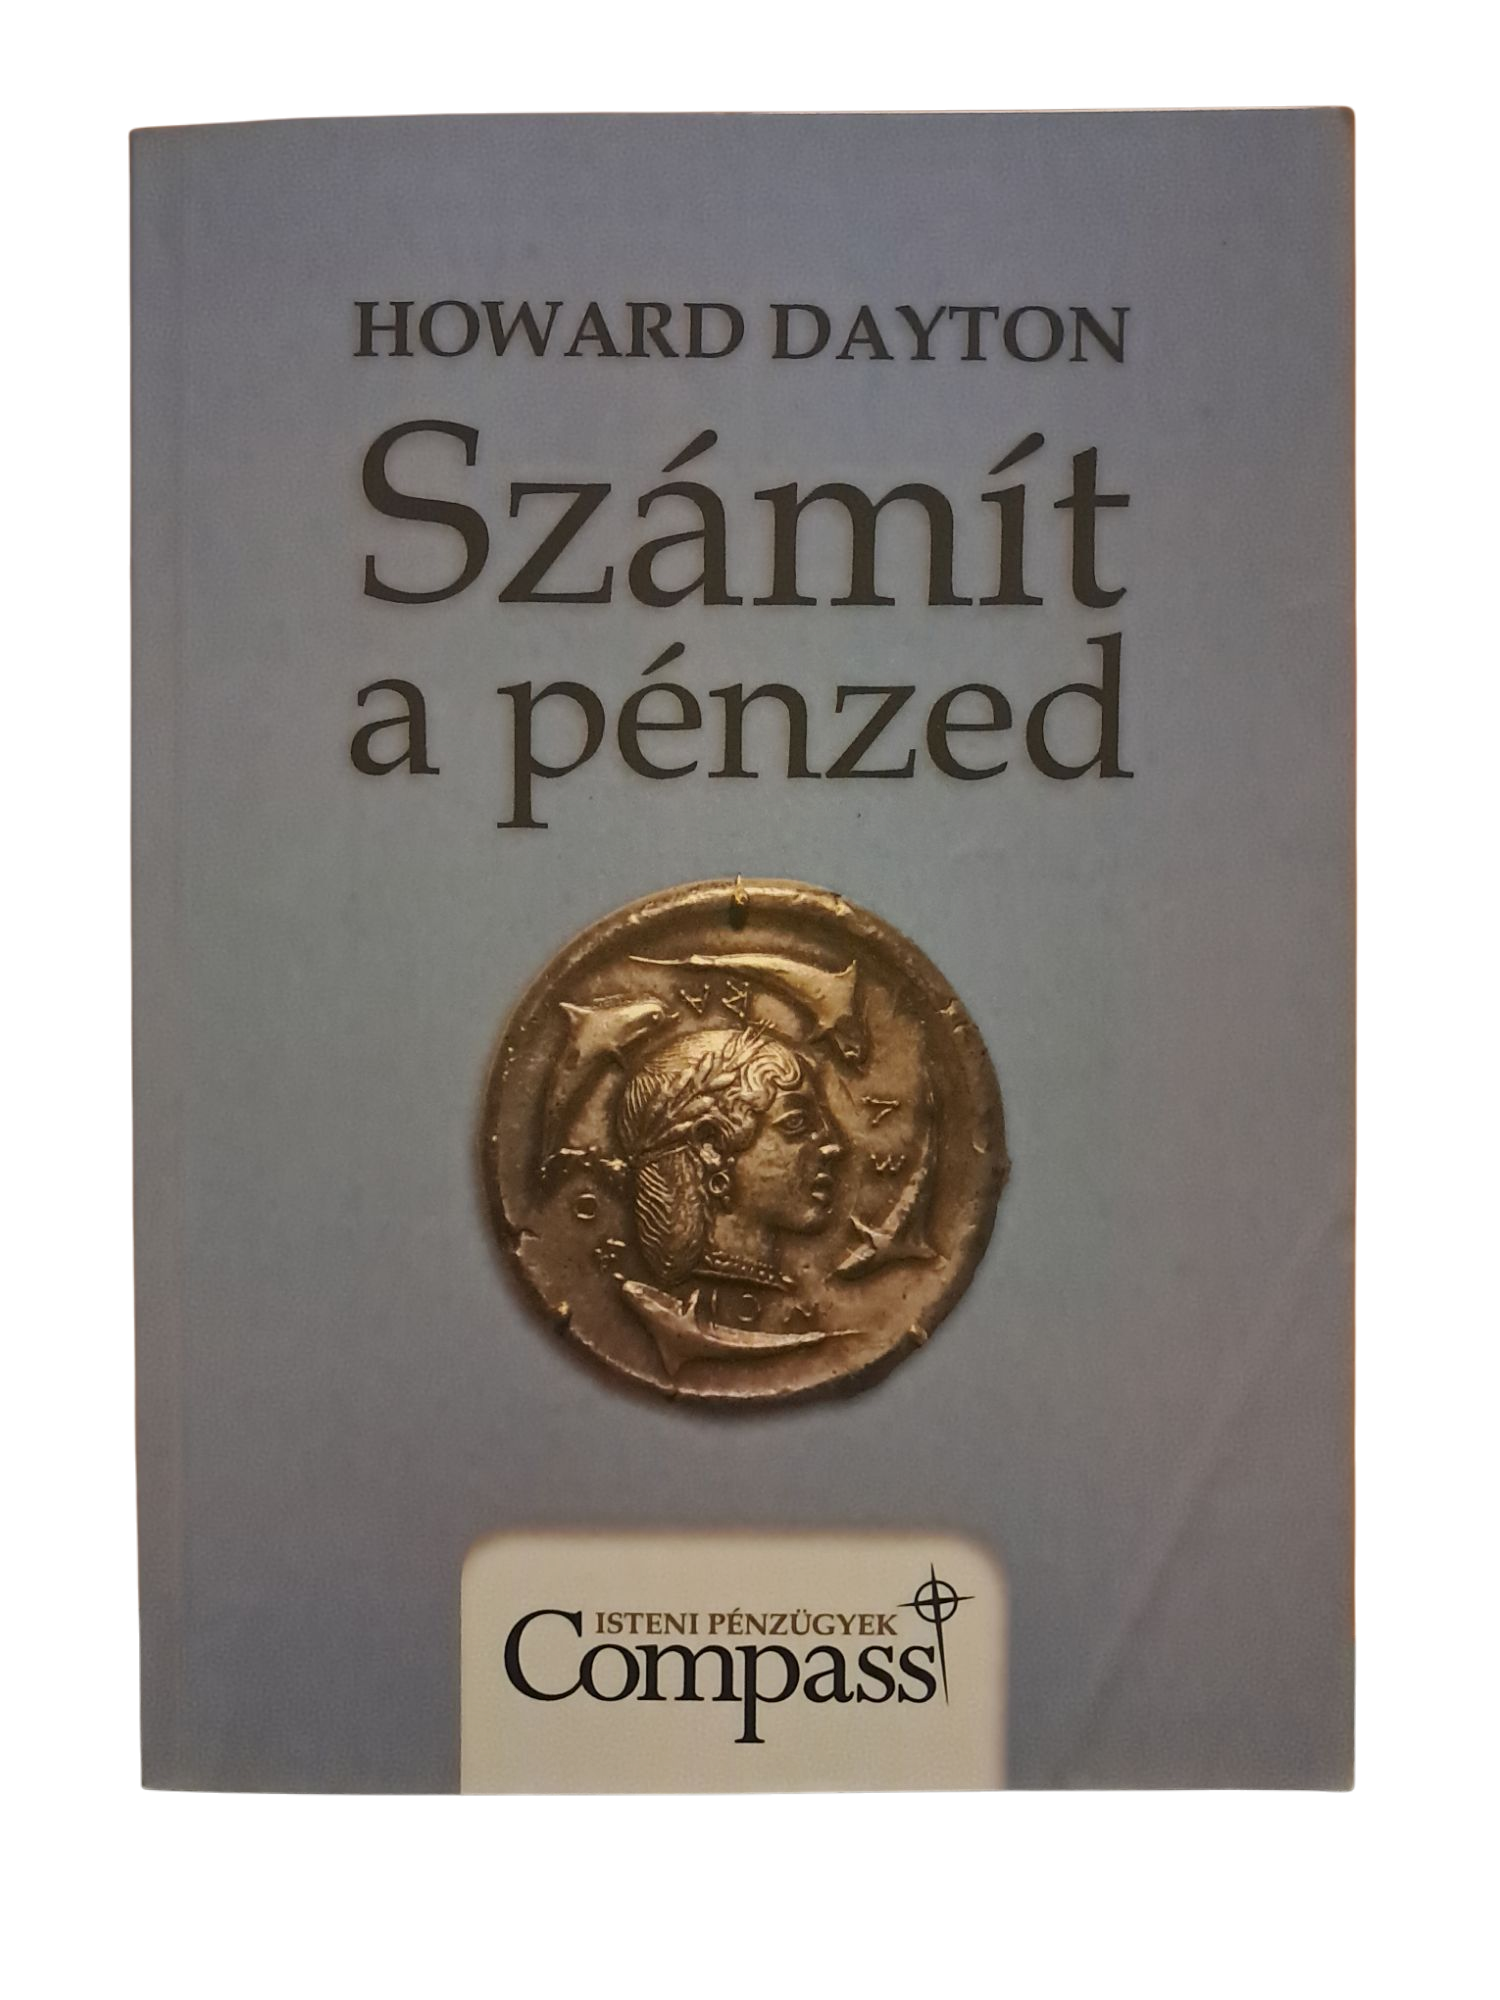 HOWARD DAYTON
Számít
a pénzed
ISTENI PÉNZÜGYEK
Compass